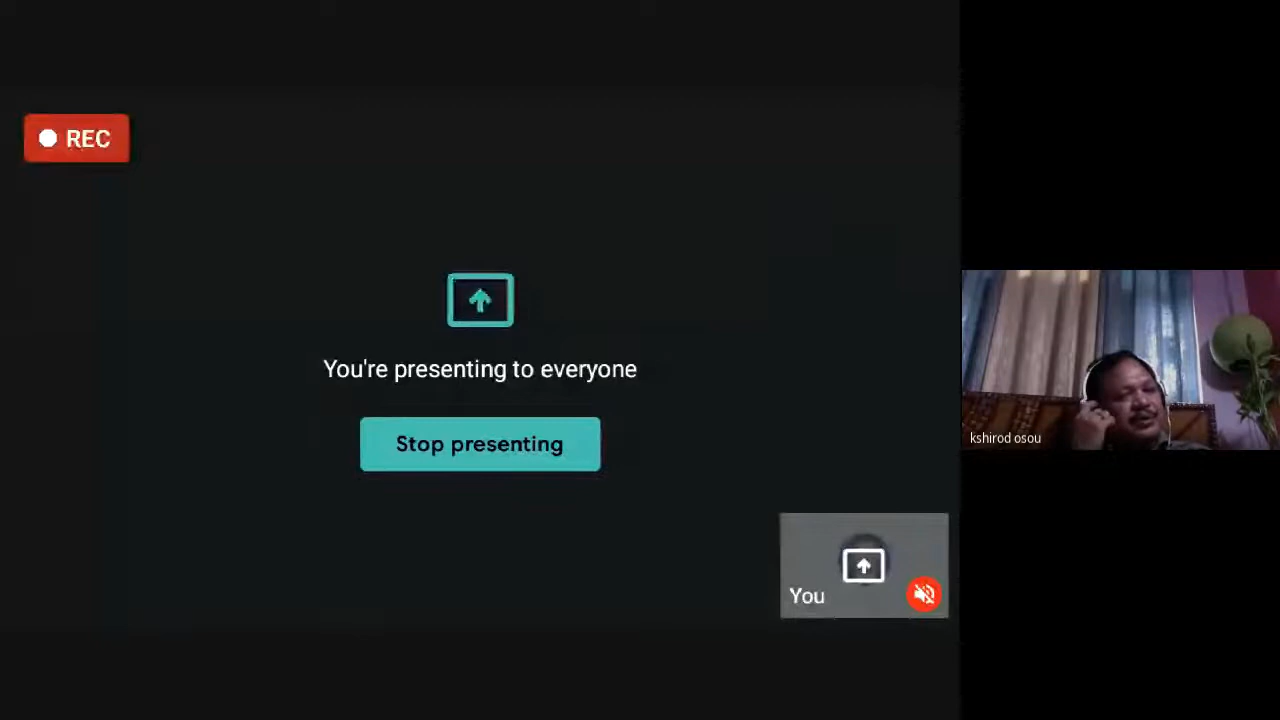 REC
You're presenting to everyone
Stop presenting
You
kshirod osou